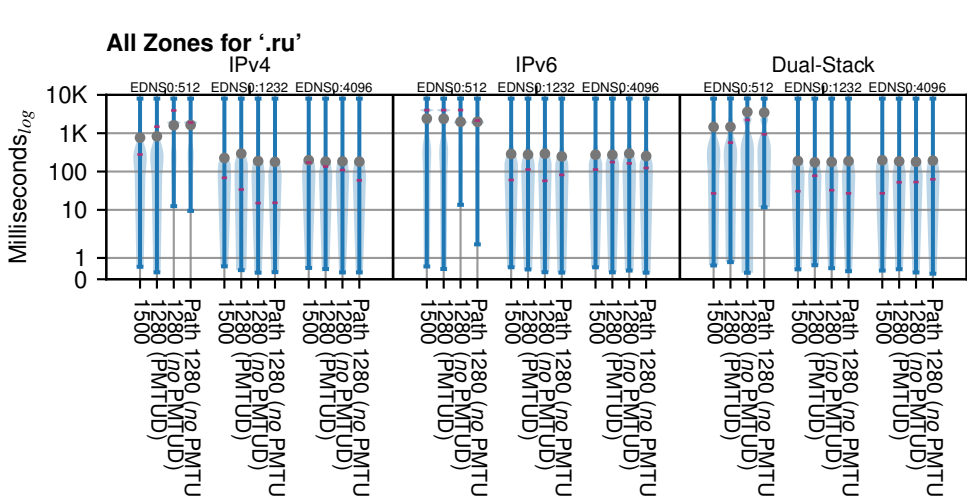 All Zones for ‘.ru’
IPv4
IPv6
Dual-Stack
EDNS0:512
EDNS0:1232
EDNS0:4096
EDNS0:512
EDNS0:1232
EDNS0:4096
EDNS0:512
EDNS0:1232
EDNS0:4096
Milliseconds log
10K
1K
100
10
1
0
1500
1280 (PMTUD)
1280 (no PMTUD)
Path 1280 (no PMTU
1500
1280 (PMTUD)
1280 (no PMTUD)
Path 1280 (no PMTU
1500
1280 (PMTUD)
1280 (no PMTUD)
Path 1280 (no PMTU
1500
1280 (PMTUD)
1280 (no PMTUD)
Path 1280 (no PMTU
1500
1280 (PMTUD)
1280 (no PMTUD)
Path 1280 (no PMTU
1500
1280 (PMTUD)
1280 (no PMTUD)
Path 1280 (no PMTU
1500
1280 (PMTUD)
1280 (no PMTUD)
Path 1280 (no PMTU
1500
1280 (PMTUD)
1280 (no PMTUD)
Path 1280 (no PMTU
1500
1280 (PMTUD)
1280 (no PMTUD)
Path 1280 (no PMTU